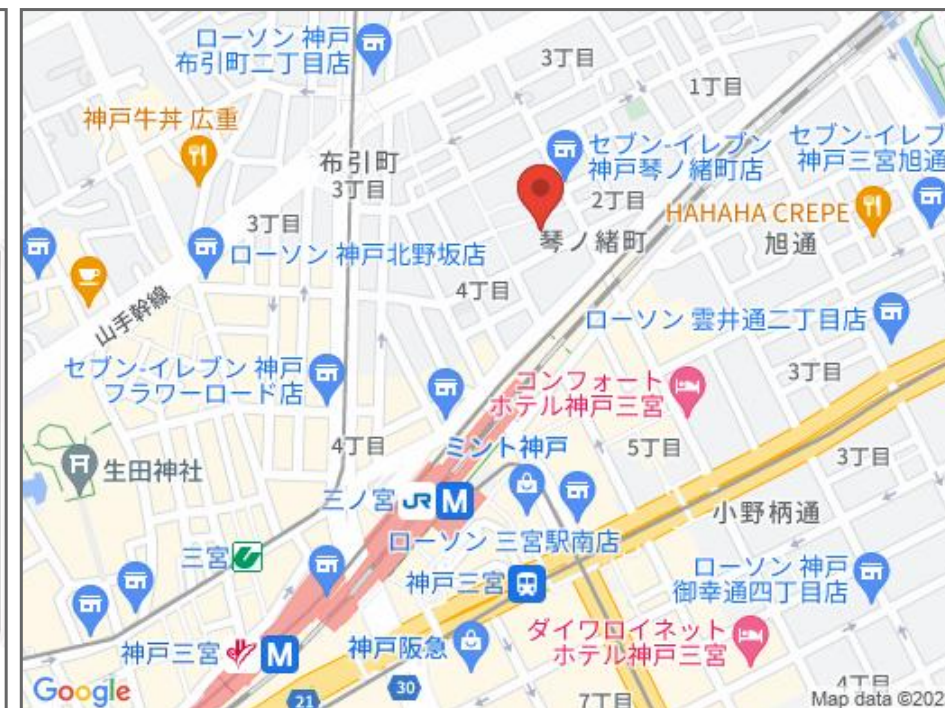 ローソン 神戸
布引町二丁目店
3丁目
1丁目
神戸牛丼 広重
布引町
3丁目
セブン-イレブン
神戸琴ノ緒町店
セブン-イレブ
神戸三宮旭通
2丁目
HAHAHA CREPE
3丁目
琴ノ緒町
旭通
ローソン 神戸北野坂店
4丁目
山手幹線
ローソン 雲井通二丁目店
セブン-イレブン 神戸
フラワーロード店
コンフォート
ホテル神戸三宮
3丁目
4丁目
ミント神戸
5丁目
3丁目
生田神社
三ノ宮 JR M
小野柄通
ローソン 三宮駅南店
三宮
神戸三宮
ローソン 神戸
御幸通四丁目店
神戸三宮 M
神戸阪急
ダイワロイネット
ホテル神戸三宮
Google
21
30
7丁目
4丁目
Map data ©202